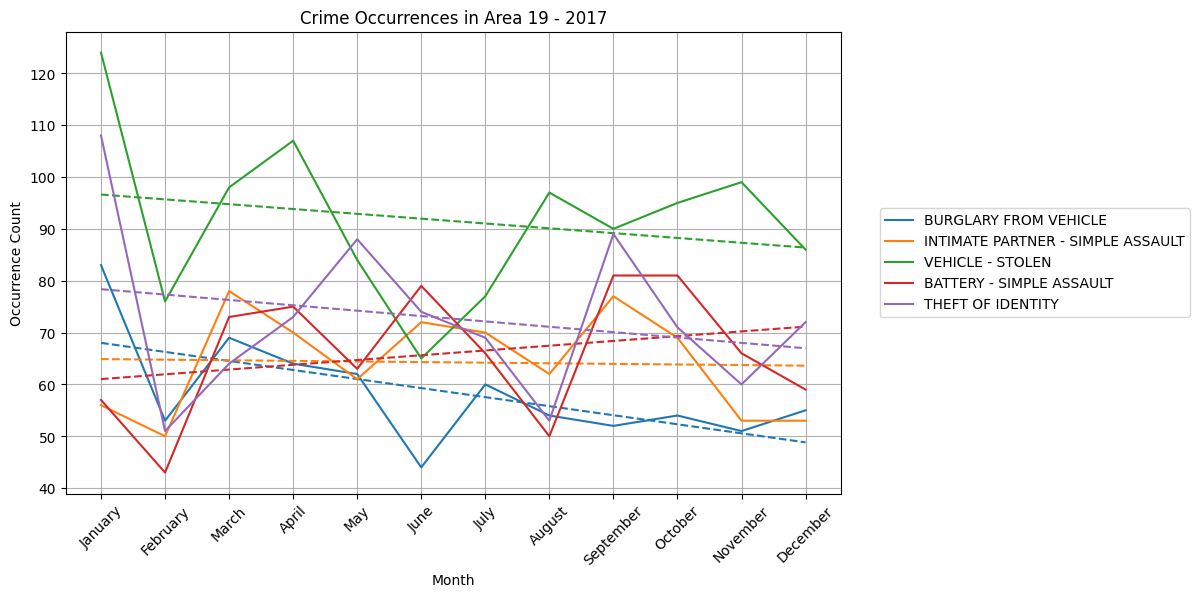 Crime Occurrences in Area 19 - 2017
Occurrence Count
120
110
100
90
80
70
60
50
40
January
February
March
April
May
June
July
August
September
October
November
December
Month
BURGLARY FROM VEHICLE
INTIMATE PARTNER - SIMPLE ASSAULT
VEHICLE - STOLEN
BATTERY - SIMPLE ASSAULT
THEFT OF IDENTITY